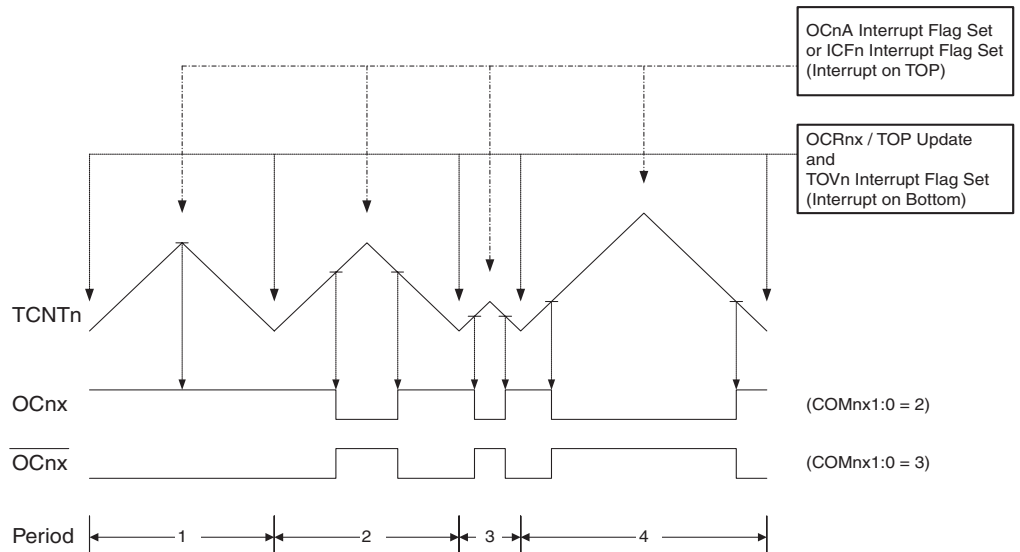 OCnA Interrupt Flag Set
or ICFn Interrupt Flag Set
(Interrupt on TOP)
OCRnx / TOP Update
and
TOVn Interrupt Flag Set
(Interrupt on Bottom)
TCNTn
OCnx
(COMnx1:0 = 2)
OCnx
(COMnx1:0 = 3)
Period 1 2 3 4